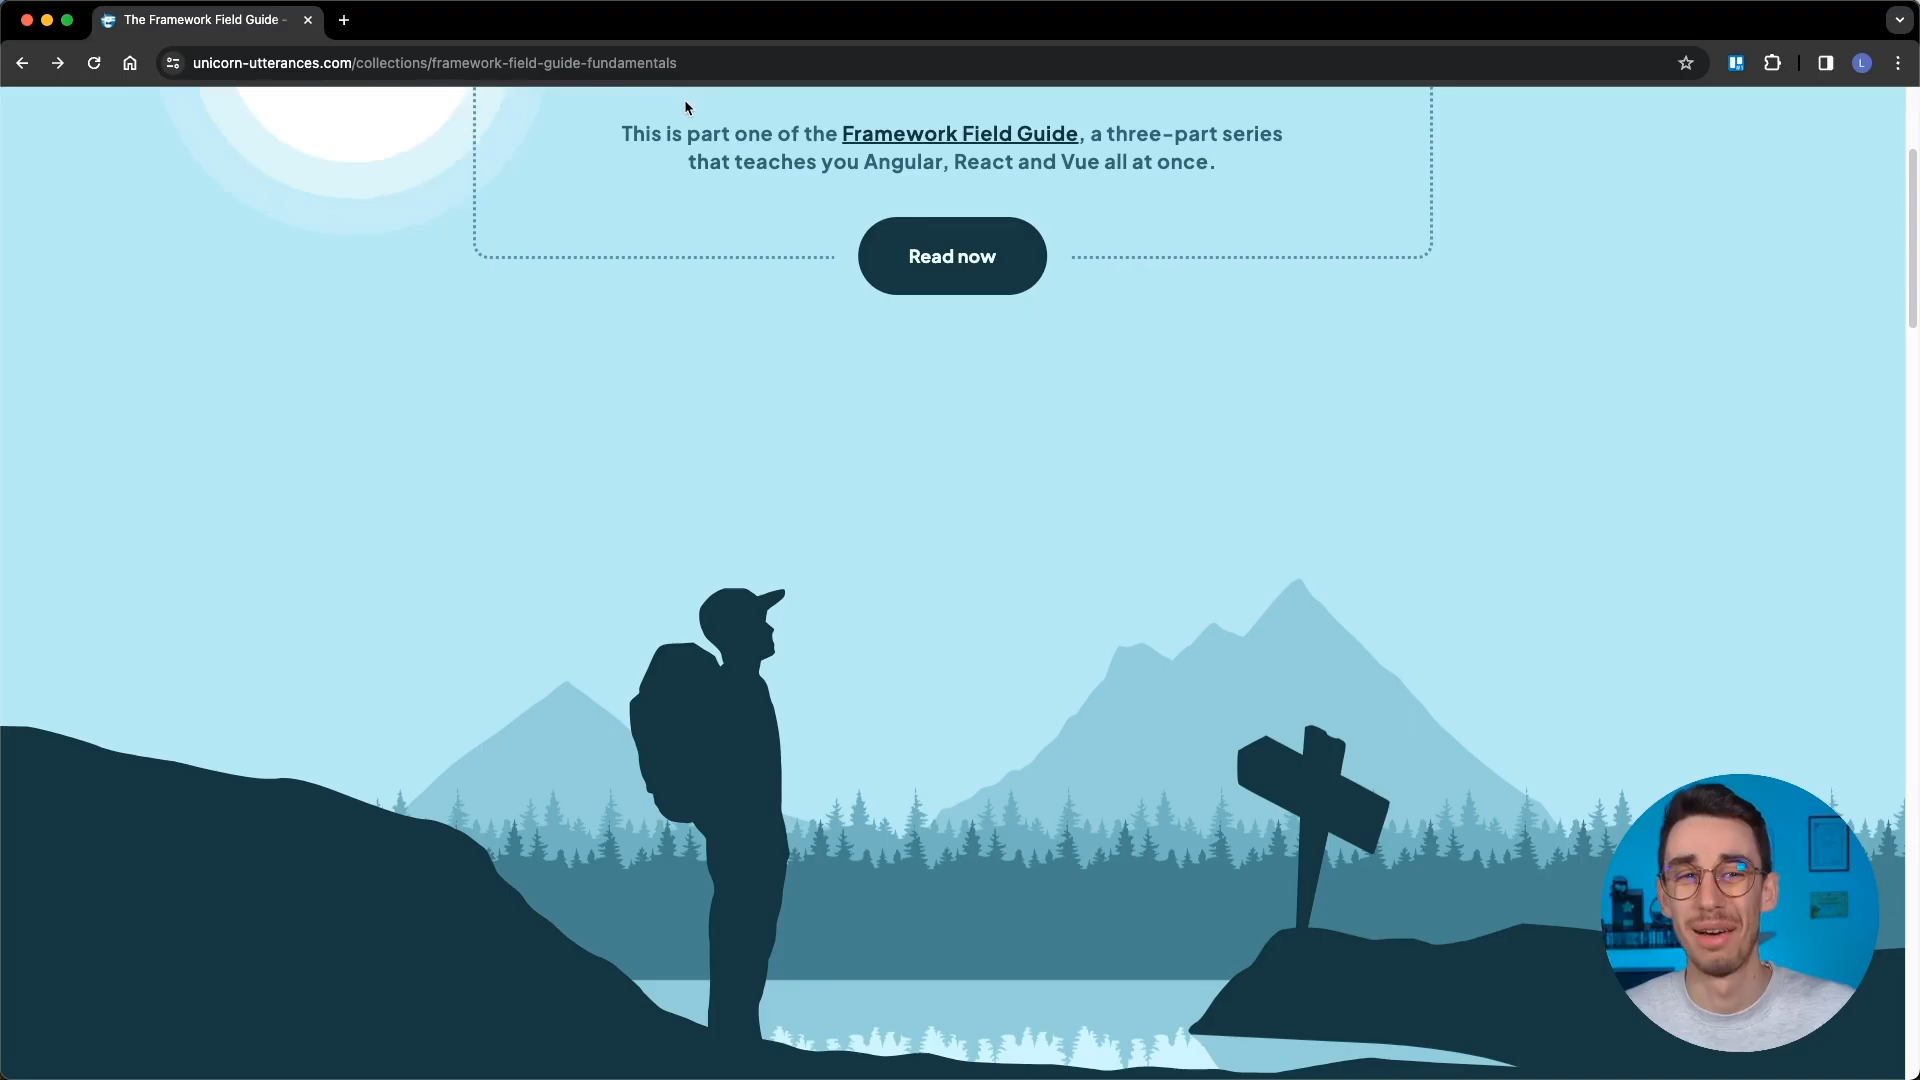 The Framework Field Guide -
unicorn-utterances.com/collections/framework-field-guide-fundamentals
L
This is part one of the Framework Field Guide, a three-part series
that teaches you Angular, React and Vue all at once.
Read now